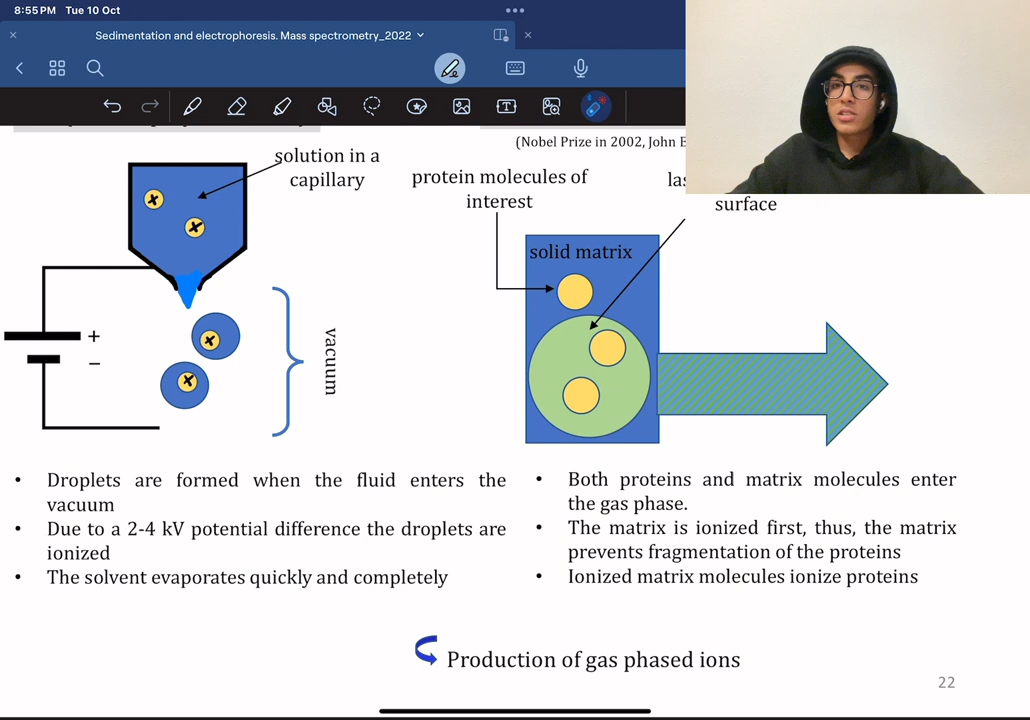 8:55 PM Tue 10 Oct
Sedimentation and electrophoresis. Mass spectrometry_2022
(Nobel Prize in 2002, John
solution in a
capillary
protein molecules of
interest
surface
solid matrix
+
−
vacuum
• Droplets are formed when the fluid enters the
vacuum
• Due to a 2-4 kV potential difference the droplets are
ionized
• The solvent evaporates quickly and completely
• Both proteins and matrix molecules enter
the gas phase.
• The matrix is ionized first, thus, the matrix
prevents fragmentation of the proteins
• Ionized matrix molecules ionize proteins
Production of gas phased ions
22